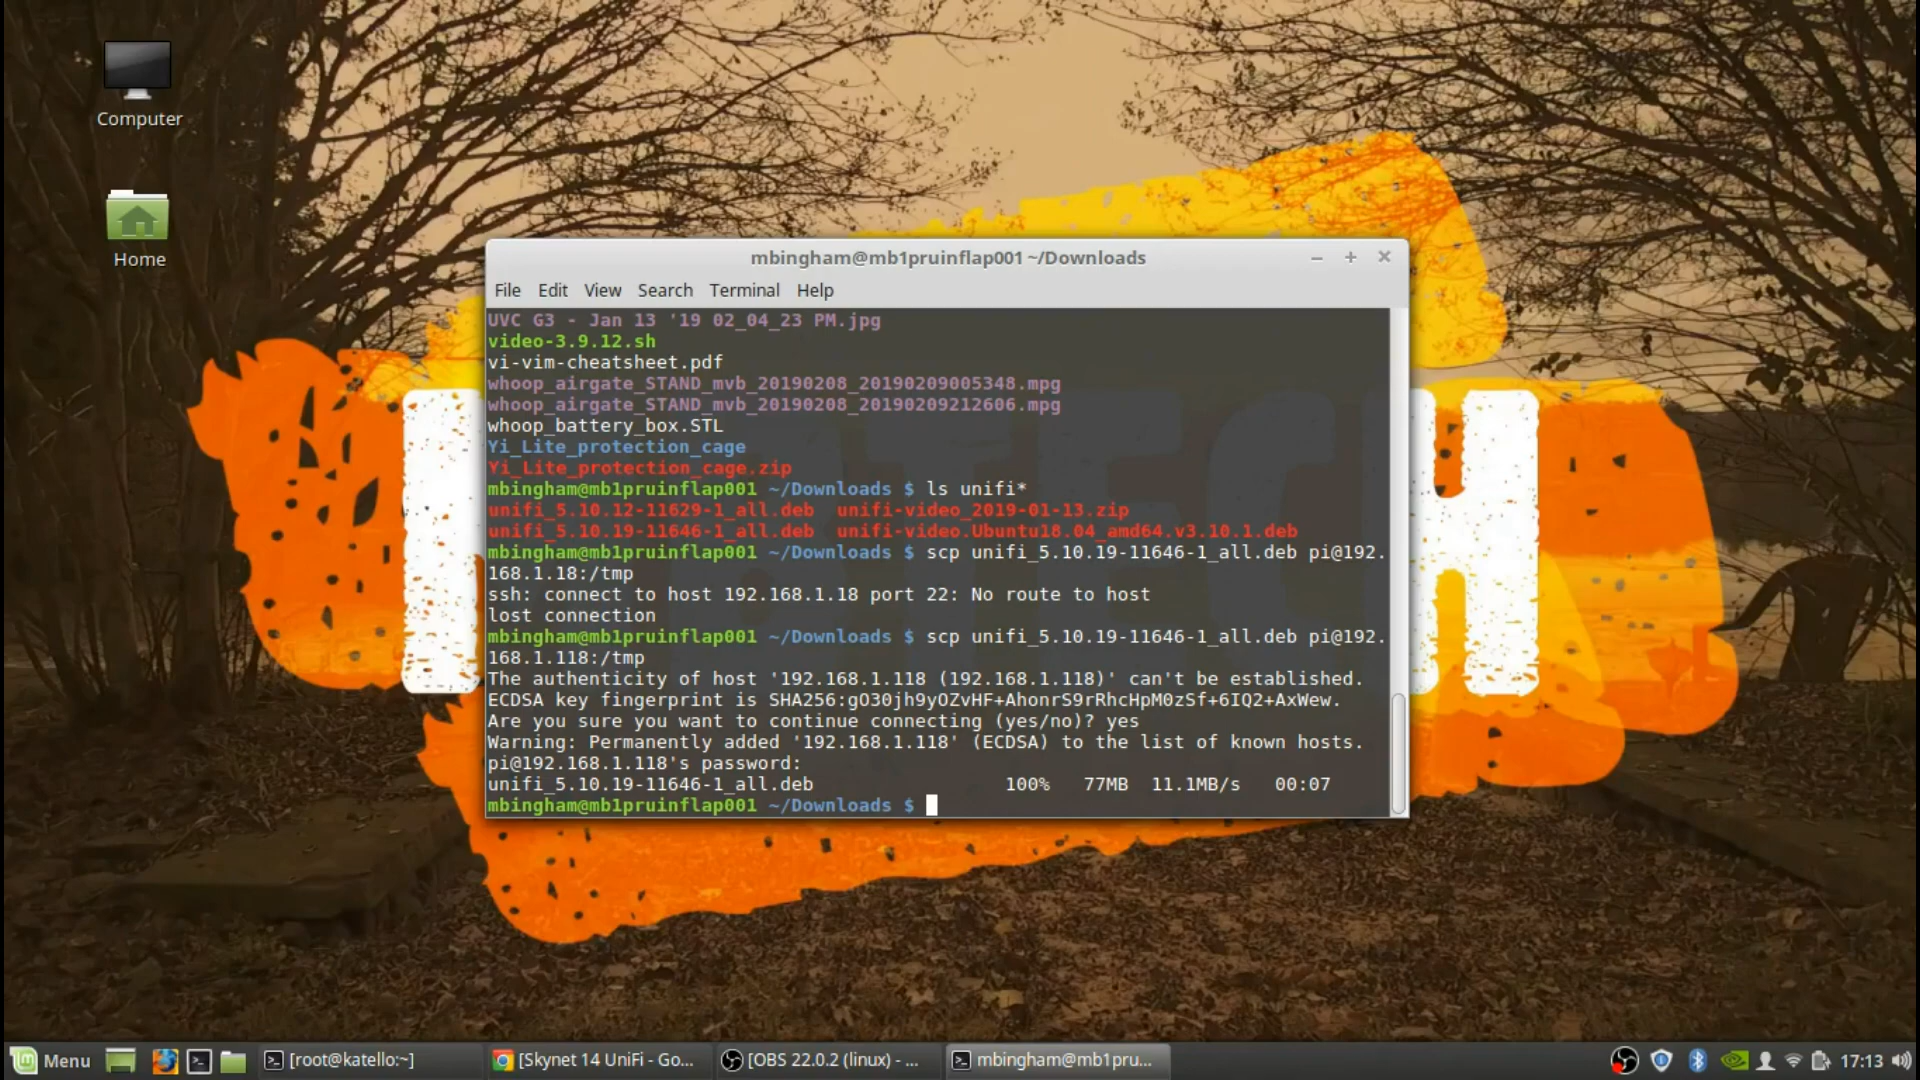 Computer
Home
mbingham@mb1pruinflap001 ~/Downloads
File Edit View Search Terminal Help
UVC G3 - Jan 13 '19 02_04_23 PM.jpg
video-3.9.12.sh
vi-vim-cheatsheet.pdf
whoop_airgate_STAND_mvb_20190208_20190209005348.mpg
whoop_airgate_STAND_mvb_20190208_20190209212606.mpg
whoop_battery_box.STL
Yi_Lite_protection_cage
Yi_Lite_protection_cage.zip
mbingham@mb1pruinflap001 ~/Downloads $ ls unifi*
unifi_5.10.12-11629-1_all.deb unifi-video_2019-01-13.zip
unifi_5.10.19-11646-1_all.deb unifi-video.Ubuntu18.04_amd64.v3.10.1.deb
mbingham@mb1pruinflap001 ~/Downloads $ scp unifi_5.10.19-11646-1_all.deb pi@192.
168.1.18:/tmp
ssh: connect to host 192.168.1.18 port 22: No route to host
lost connection
mbingham@mb1pruinflap001 ~/Downloads $ scp unifi_5.10.19-11646-1_all.deb pi@192.
168.1.118:/tmp
The authenticity of host '192.168.1.118 (192.168.1.118)' can't be established.
ECDSA key fingerprint is SHA256:gO30jh9yOZvHF+AhonrS9rRhcHpM0zSf+6IQ2+AxWew.
Are you sure you want to continue connecting (yes/no)? yes
Warning: Permanently added '192.168.1.118' (ECDSA) to the list of known hosts.
pi@192.168.1.118's password:
unifi_5.10.19-11646-1_all.deb 100% 77MB 11.1MB/s 00:07
mbingham@mb1pruinflap001 ~/Downloads $
Menu [root@katello:~] [Skynet 14 UniFi - Go... [OBS 22.0.2 (linux) - ... mbingham@mb1pru... 17:13